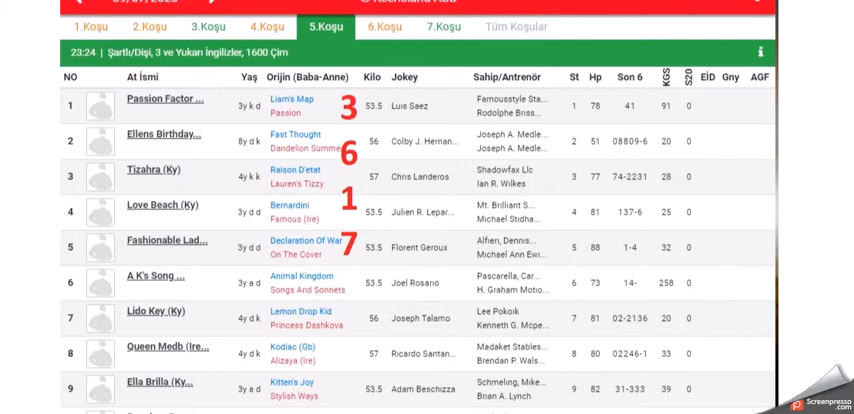 1.Koşu 2.Koşu 3.Koşu 4.Koşu 5.Koşu 6.Koşu 7.Koşu Tüm Koşular
23:24 | Şartlı/Dişi, 3 ve Yukarı İngilizler, 1600 Çim
NO At İsmi Yaş Orijin (Baba-Anne) Kilo Jokey Sahip/Antrenör St Hp Son 6 KGS S20 EİD Gny AGF
1 Passion Factor ... 3y k d Liam's Map 53.5 Luis Saez Famousstyle Sta... 1 78 41 91 0
Passion Rodolphe Briss...
3
2 Ellens Birthday... 8y d k Fast Thought 56 Colby J. Hernan... Joseph A. Medle... 2 51 08809-6 20 0
Dandelion Summe Joseph A. Medle...
6
3 Tizahra (Ky) 4y k k Raison D'etat 57 Chris Landeros Shadowfax Llc 3 77 74-2231 28 0
Lauren's Tizzy Ian R. Wilkes
1
4 Love Beach (Ky) 3y d d Bernardini 53.5 Julien R. Lepar... Mt. Brilliant S... 4 81 137-6 25 0
Famous (Ire) Michael Stidha...
7
5 Fashionable Lad... 3y d d Declaration Of War 53.5 Florent Geroux Alfieri, Dennis... 5 88 1-4 32 0
On The Cover Michael Ann Ewi...
6 A K's Song ... 3y a d Animal Kingdom 53.5 Joel Rosario Pascarella, Car... 6 73 14- 258 0
Songs And Sonnets H. Graham Motio...
7 Lido Key (Ky) 4y d k Lemon Drop Kid 56 Joseph Talamo Lee Pokoik 7 81 02-2136 20 0
Princess Dashkova Kenneth G. Mcpe...
8 Queen Medb (Ire... 4y d k Kodiac (Gb) 57 Ricardo Santan... Madaket Stables... 8 80 02246-1 33 0
Alizaya (Ire) Brendan P. Wals...
9 Ella Brilla (Ky... 3y a d Kitten's Joy 53.5 Adam Beschizza Schmeling, Mike... 9 82 31-333 39 0
Stylish Ways Brian A. Lynch
Screenpresso
.com